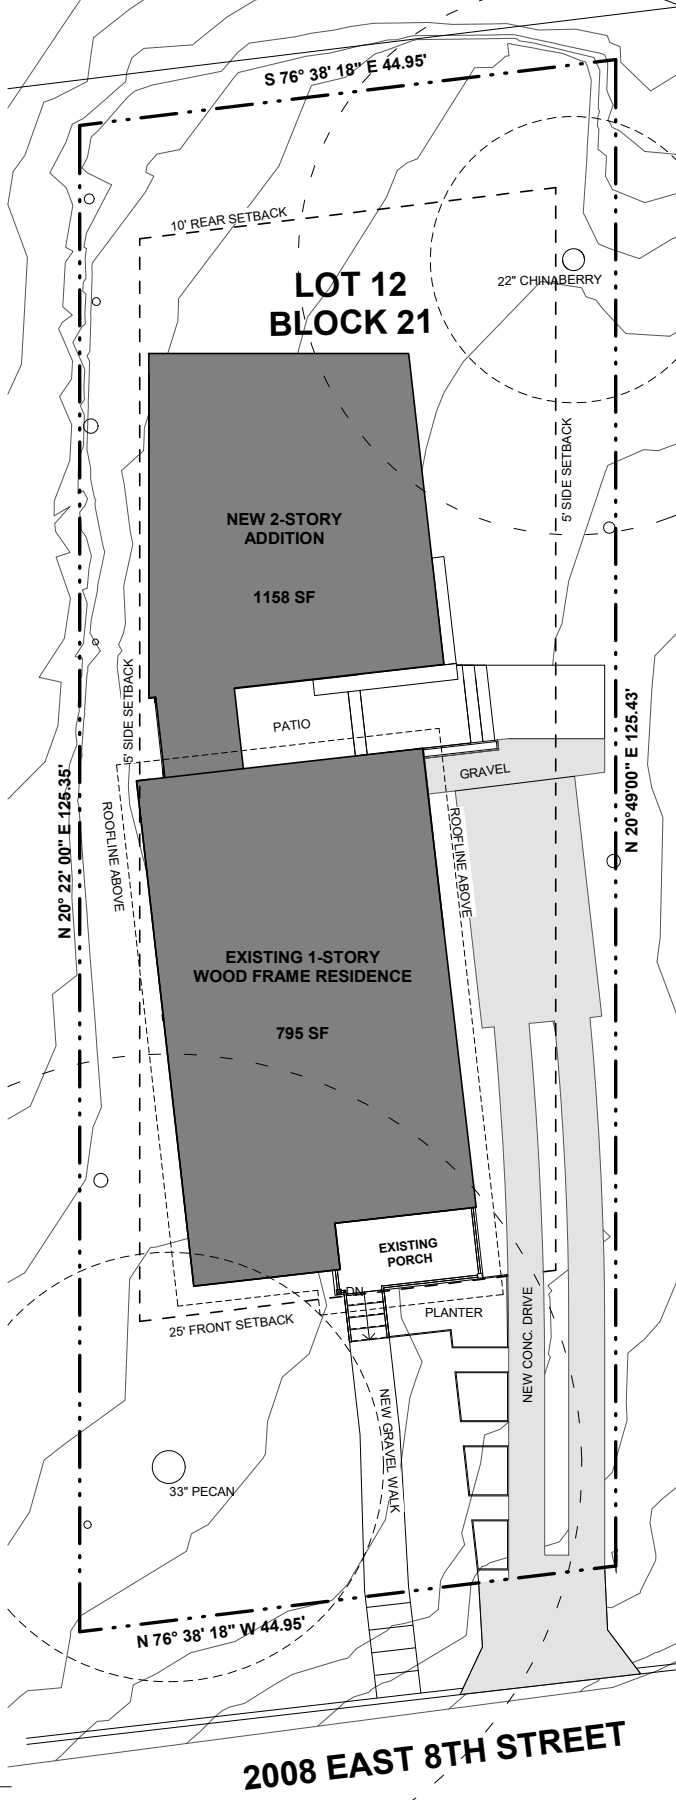 S 76° 38' 18" E 44.95'
10' REAR SETBACK
LOT 12
BLOCK 21
22" CHINABERRY
5' SIDE SETBACK
NEW 2-STORY
ADDITION
1158 SF
5' SIDE SETBACK
PATIO
N 20°49'00" E 125.43'
GRAVEL
N 20° 22' 00" E 125.35'
ROOFLINE ABOVE
ROOFLINE ABOVE
EXISTING 1-STORY
WOOD FRAME RESIDENCE
795 SF
EXISTING
PORCH
DN
PLANTER
25' FRONT SETBACK
NEW CONC. DRIVE
NEW GRAVEL WALK
33" PECAN
N 76° 38' 18" W 44.95'
2008 EAST 8TH STREET